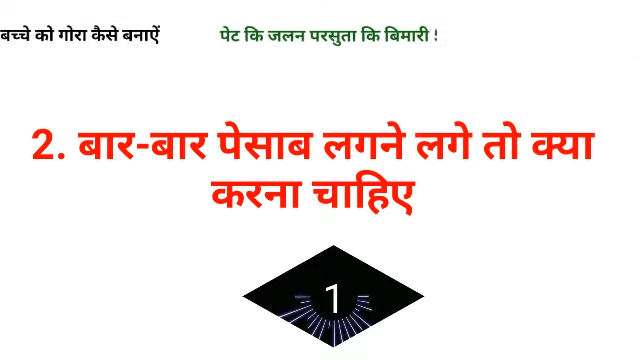 बच्चे को गोरा कैसे बनाऐं
पेट कि जलन परसुता कि बिमारी
2. बार-बार पेसाब लगने लगे तो क्या
करना चाहिए
1